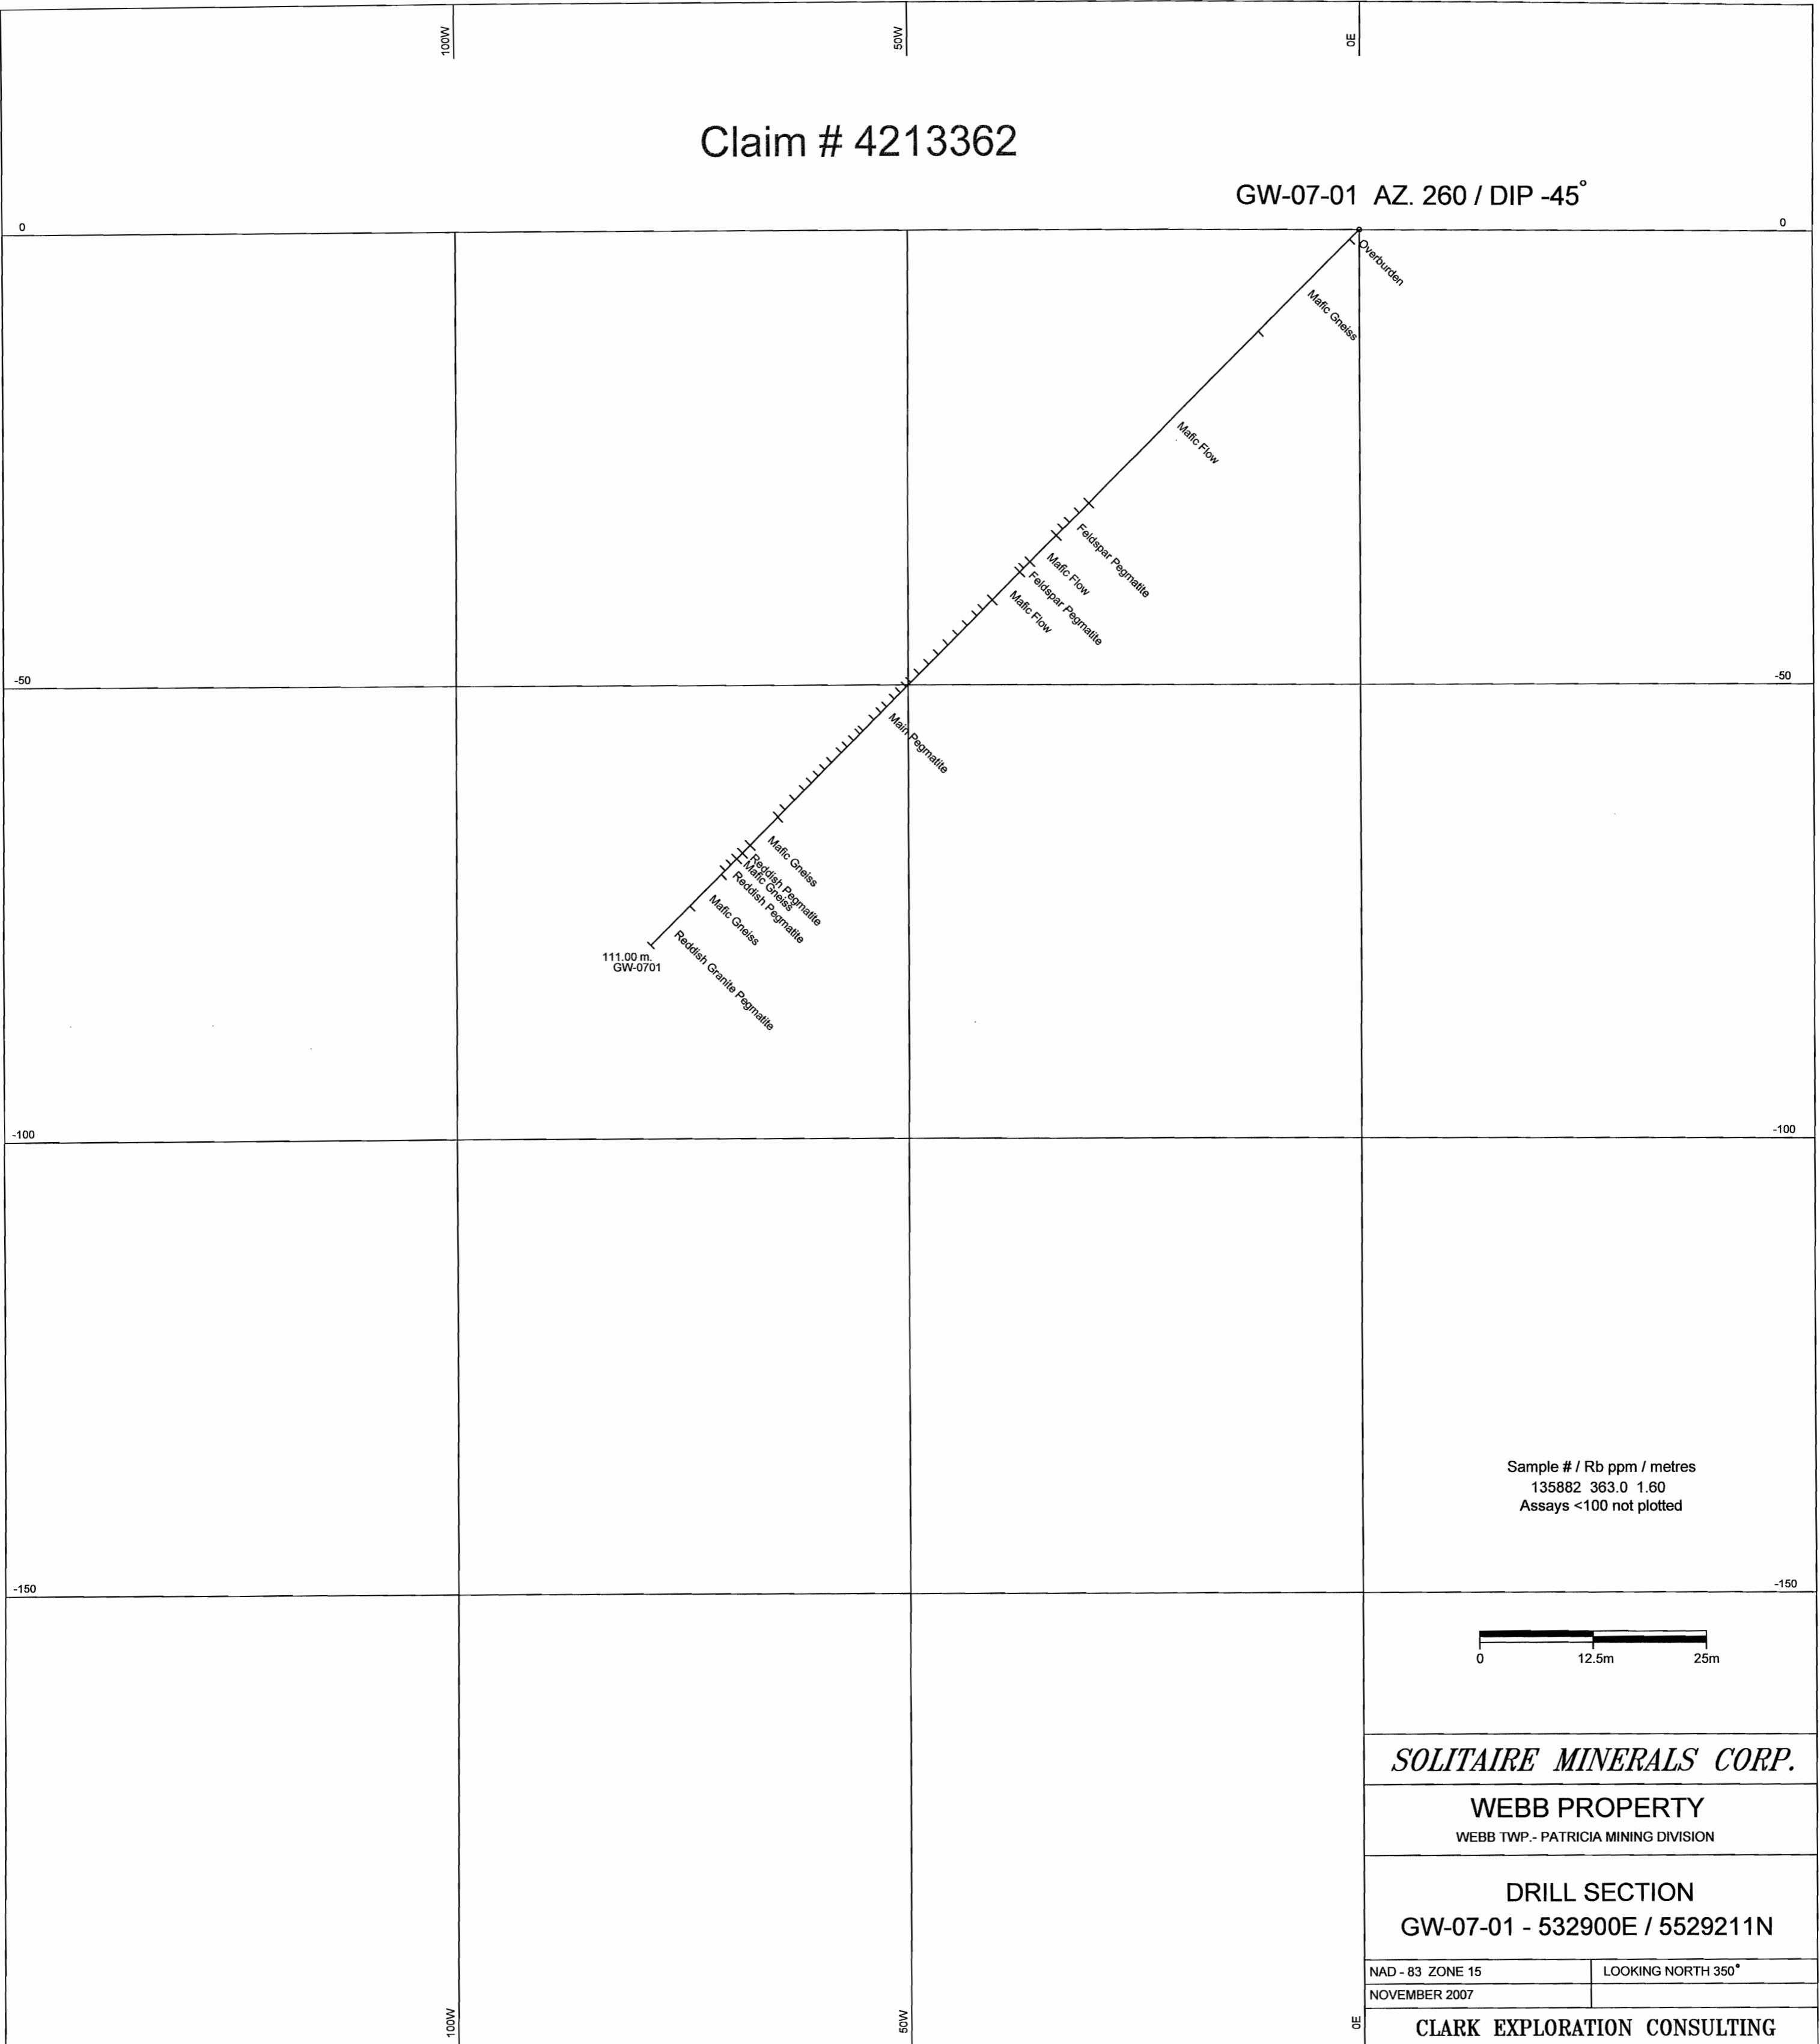 100W
50W
0E
Claim # 4213362
GW-07-01 AZ. 260 / DIP -45°
0
0
Overburden
Mafic Gneiss
Mafic Flow
Feldspar Pegmatite
Mafic Flow
Feldspar Pegmatite
Mafic Flow
-50
-50
Main Pegmatite
Mafic Gneiss
Reddish Pegmatite
Mafic Gneiss
Reddish Pegmatite
Mafic Gneiss
Reddish Granite Pegmatite
111.00 m.
GW-0701
-100
-100
Sample # / Rb ppm / metres
135882 363.0 1.60
Assays <100 not plotted
-150
-150
0 12.5m 25m
SOLITAIRE MINERALS CORP.
WEBB PROPERTY
WEBB TWP.- PATRICIA MINING DIVISION
DRILL SECTION
GW-07-01 - 532900E / 5529211N
NAD - 83 ZONE 15
LOOKING NORTH 350°
NOVEMBER 2007
CLARK EXPLORATION CONSULTING
100W
50W
0E